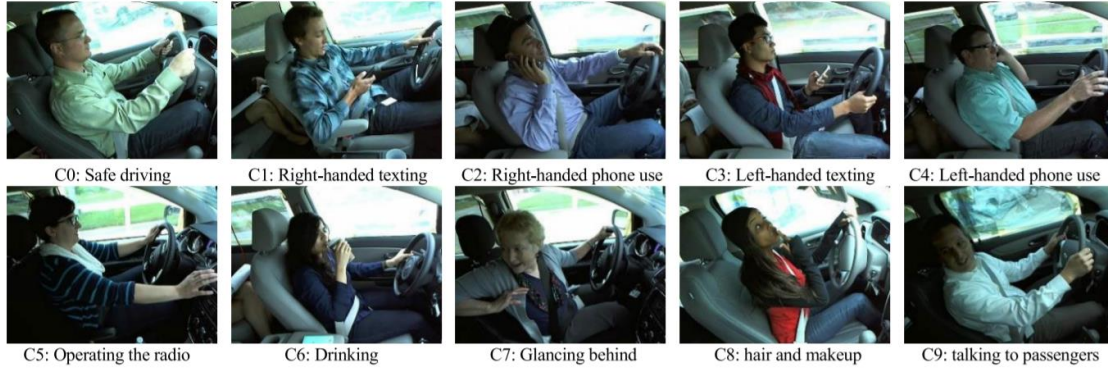 C0: Safe driving
C1: Right-handed texting
C2: Right-handed phone use
C3: Left-handed texting
C4: Left-handed phone use
C5: Operating the radio
C6: Drinking
C7: Glancing behind
C8: hair and makeup
C9: talking to passengers